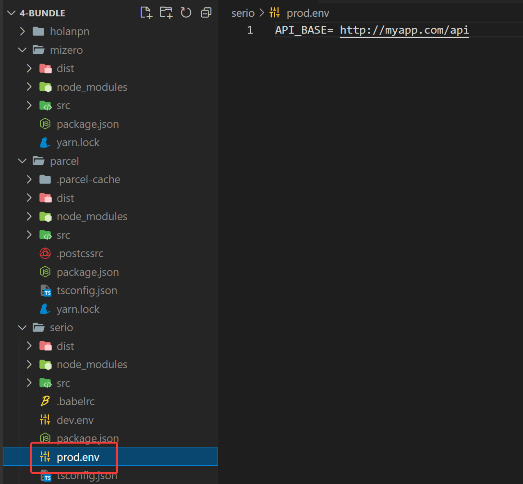 4-BUNDLE
holanpn
mizero
dist
node_modules
src
package.json
yarn.lock
parcel
.parcel-cache
dist
node_modules
src
.postcssrc
package.json
tsconfig.json
yarn.lock
serio
dist
node_modules
src
.babelrc
dev.env
package.json
prod.env
tsconfig.json
serio > prod.env
1 API_BASE= http://myapp.com/api